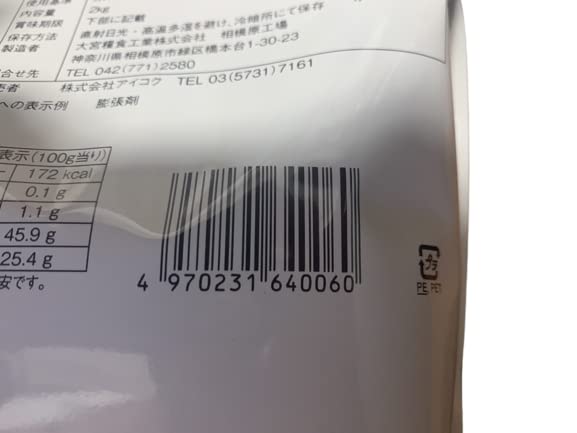 使用基準
内容量 2kg
賞味期限 下部に記載
保存方法 直射日光・高温多湿を避け、冷暗所にて保存
製造者 大宮糧食工業株式会社 相模原工場
神奈川県相模原市緑区橋本台1-30-23
合せ先 TEL 042(771)2580
売者 株式会社アイコク TEL 03(5731)7161
への表示例 膨張剤
表示(100g当り)
ー 172 kcal
0.1 g
1.1 g
45.9 g
25.4 g
安です。
4 970231 640060
プラ
PE, PET